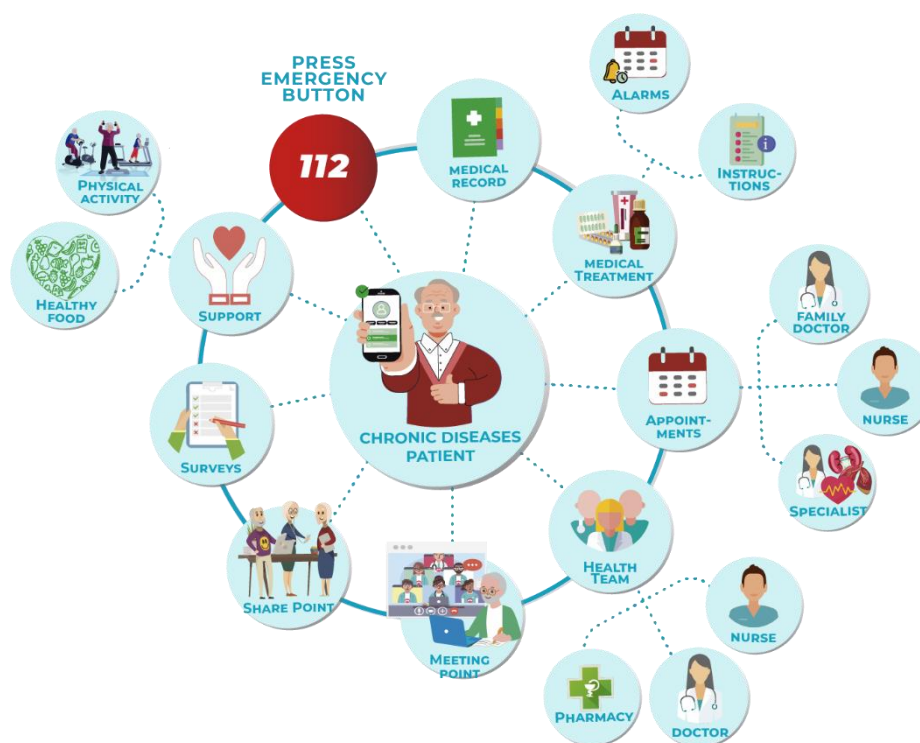 PRESS
EMERGENCY
BUTTON
112
MEDICAL
RECORD
ALARMS
INSTRUC-
TIONS
MEDICAL
TREATMENT
PHYSICAL
ACTIVITY
HEALTHY
FOOD
SUPPORT
FAMILY
DOCTOR
APPOINT-
MENTS
NURSE
SPECIALIST
CHRONIC DISEASES
PATIENT
SURVEYS
HEALTH
TEAM
SHARE POINT
MEETING
POINT
NURSE
PHARMACY
DOCTOR